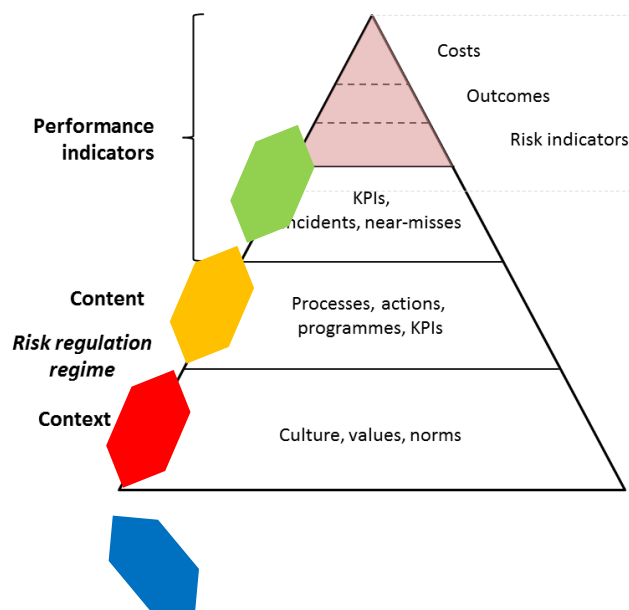 Costs
Outcomes
Risk indicators
Performance
indicators
KPIs,
near-misses
Content
Processes, actions,
programmes, KPIs
Risk regulation
regime
Context
Culture, values, norms